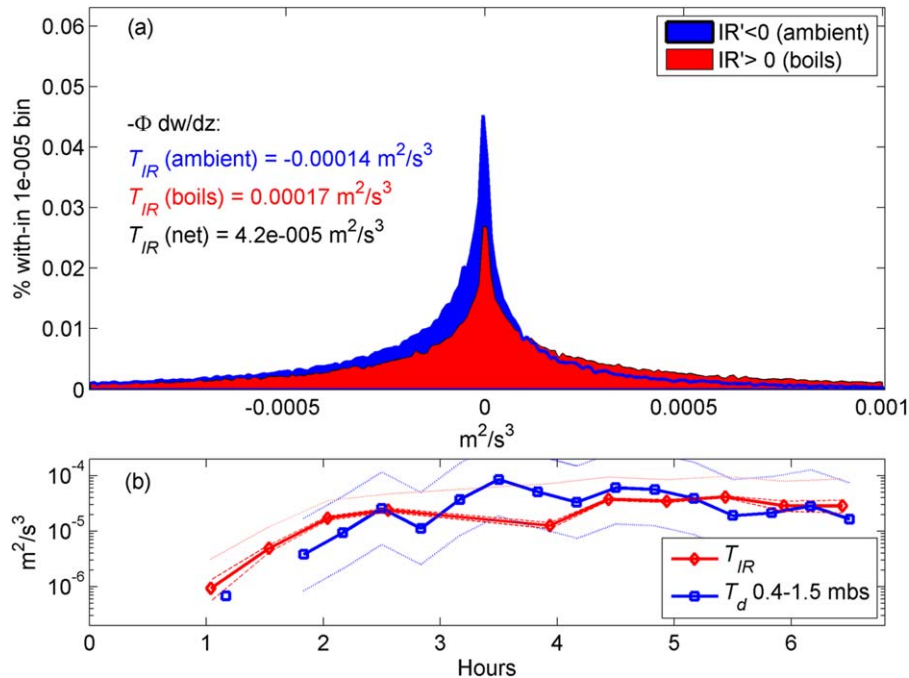 (a)
IR'<0 (ambient)
IR'> 0 (boils)
-Φ dw/dz:
T_IR (ambient) = -0.00014 m²/s³
T_IR (boils) = 0.00017 m²/s³
T_IR (net) = 4.2e-005 m²/s³
% with-in 1e-005 bin
0.06
0.05
0.04
0.03
0.02
0.01
0
-0.0005 0 0.0005 0.001
m²/s³
(b)
m²/s³
10⁻⁴
10⁻⁵
10⁻⁶
T_IR
T_d 0.4-1.5 mbs
0 1 2 3 4 5 6
Hours